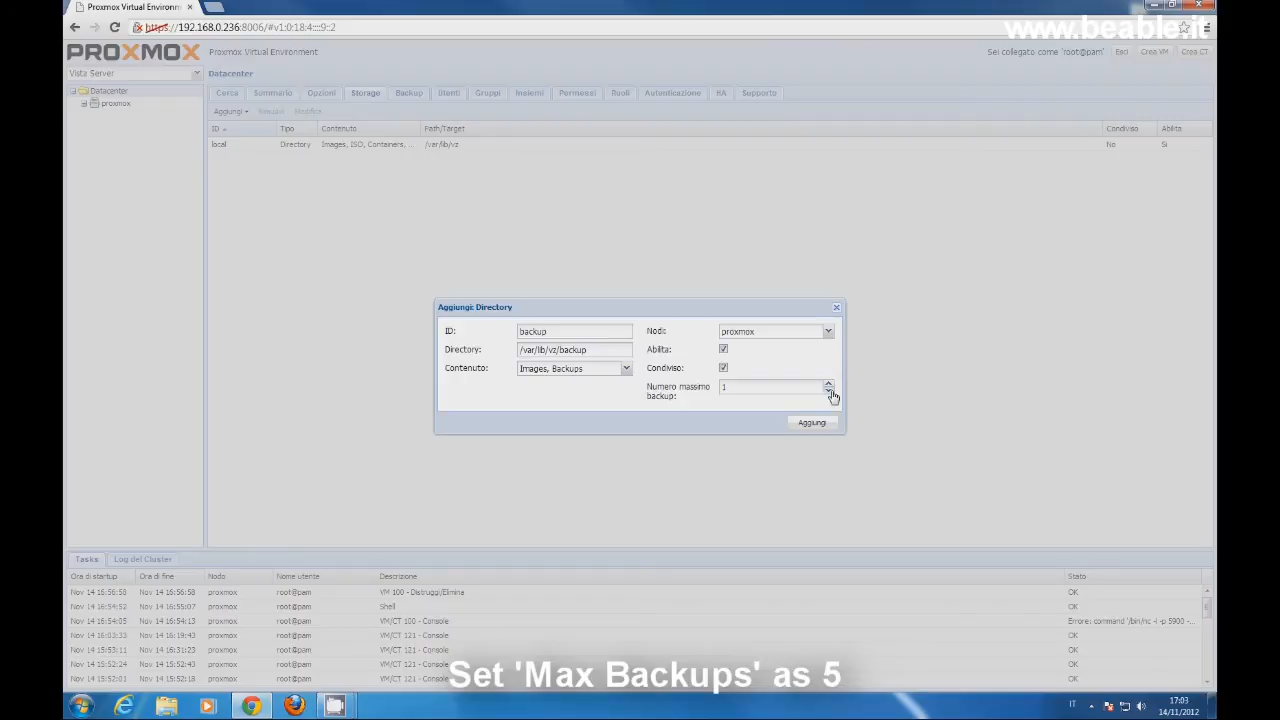 Proxmox Virtual Environm
https://192.168.0.236:8006/#v1:0:18:4::::9::2
www.beable.it
PROXMOX Proxmox Virtual Environment Sei collegato come 'root@pam' Esci Crea VM Crea CT
Vista Server
Datacenter
Datacenter
proxmox
Cerca Sommario Opzioni Storage Backup Utenti Gruppi Insiemi Permessi Ruoli Autenticazione HA Supporto
Aggiungi Rimuovi Modifica
ID Tipo Contenuto Path/Target Condiviso Abilita
local Directory Images, ISO, Containers, ... /var/lib/vz No Si
Aggiungi: Directory
ID: backup Nodi: proxmox
Directory: /var/lib/vz/backup Abilita:
Contenuto: Images, Backups Condiviso:
Numero massimo backup: 1
Aggiungi
Tasks Log del Cluster
Ora di startup Ora di fine Nodo Nome utente Descrizione Stato
Nov 14 16:56:58 Nov 14 16:56:58 proxmox root@pam VM 100 - Distruggi/Elimina OK
Nov 14 16:54:52 Nov 14 16:55:07 proxmox root@pam Shell OK
Nov 14 16:54:05 Nov 14 16:54:13 proxmox root@pam VM/CT 100 - Console Errore: command '/bin/nc -l -p 5900 -...
Nov 14 16:03:33 Nov 14 16:19:43 proxmox root@pam VM/CT 121 - Console OK
Nov 14 15:53:11 Nov 14 16:31:23 proxmox root@pam VM/CT 121 - Console OK
Nov 14 15:52:24 Nov 14 15:52:43 proxmox root@pam VM/CT 121 - Console OK
Nov 14 15:51:52 Nov 14 15:52:18 proxmox root@pam VM/CT 121 - Console OK
Set 'Max Backups' as 5
IT
17:03
14/11/2012